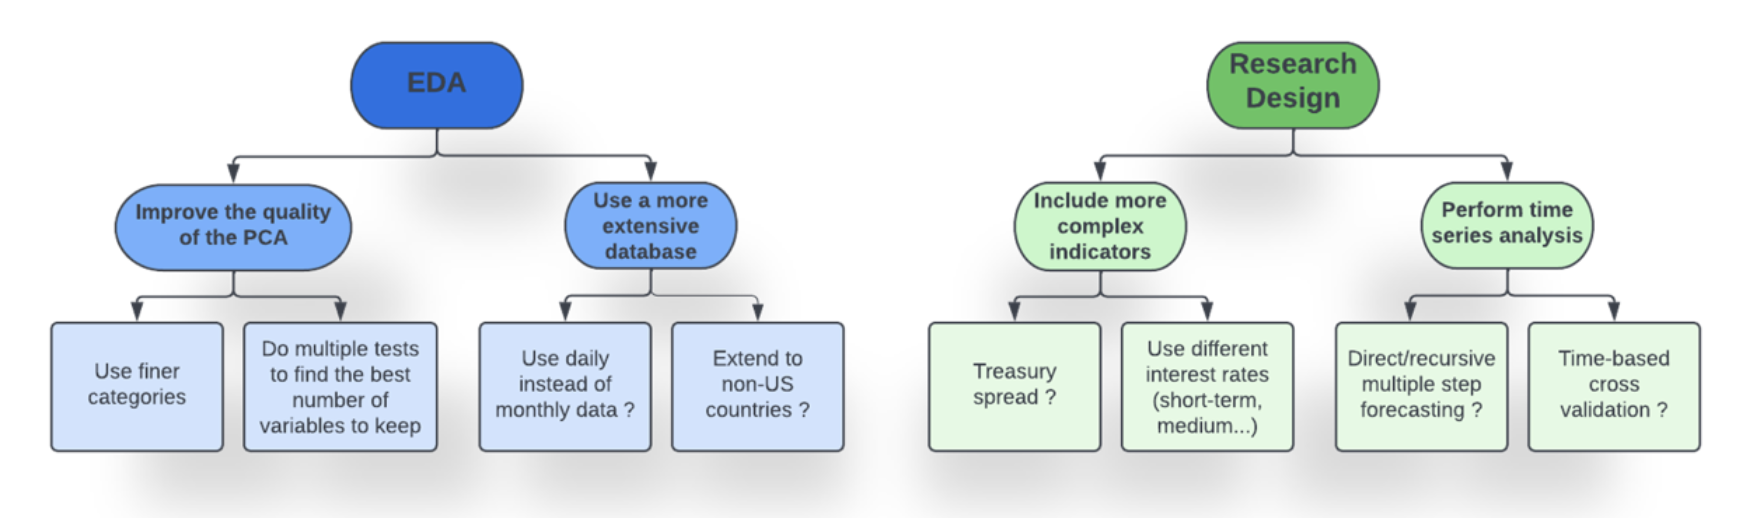 EDA
Research
Design
Improve the quality
of the PCA
Use a more
extensive
database
Include more
complex
indicators
Perform time
series analysis
Use finer
categories
Do multiple tests
to find the best
number of
variables to keep
Use daily
instead of
monthly data ?
Extend to
non-US
countries ?
Treasury
spread ?
Use different
interest rates
(short-term,
medium...)
Direct/recursive
multiple step
forecasting ?
Time-based
cross
validation ?